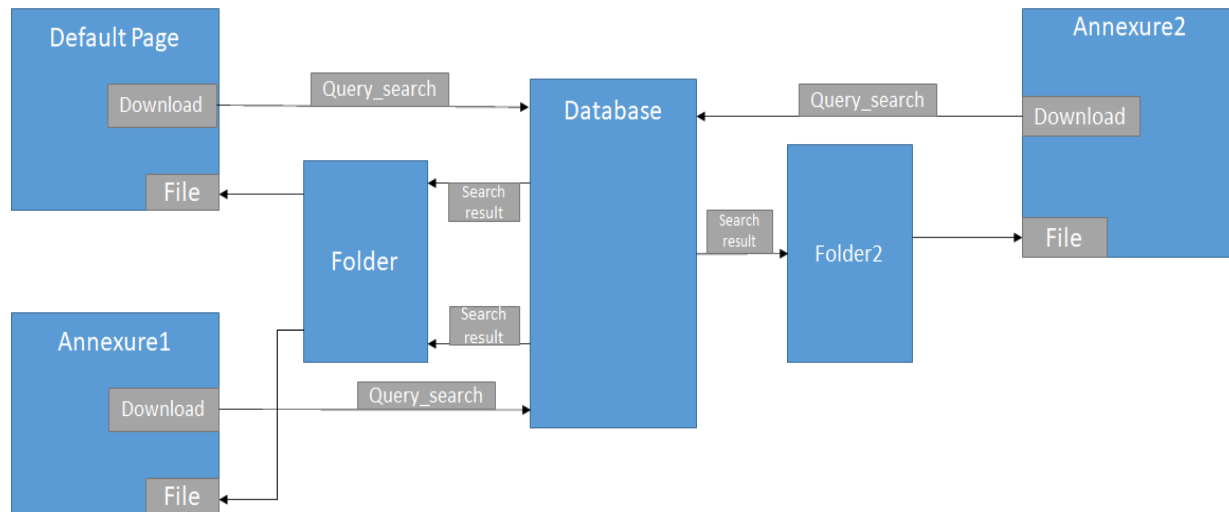 Default Page
Download
File
Query_search
Database
Query_search
Annexure2
Download
File
Search
result
Folder
Search
result
Search
result
Folder2
Annexure1
Download
File
Query_search